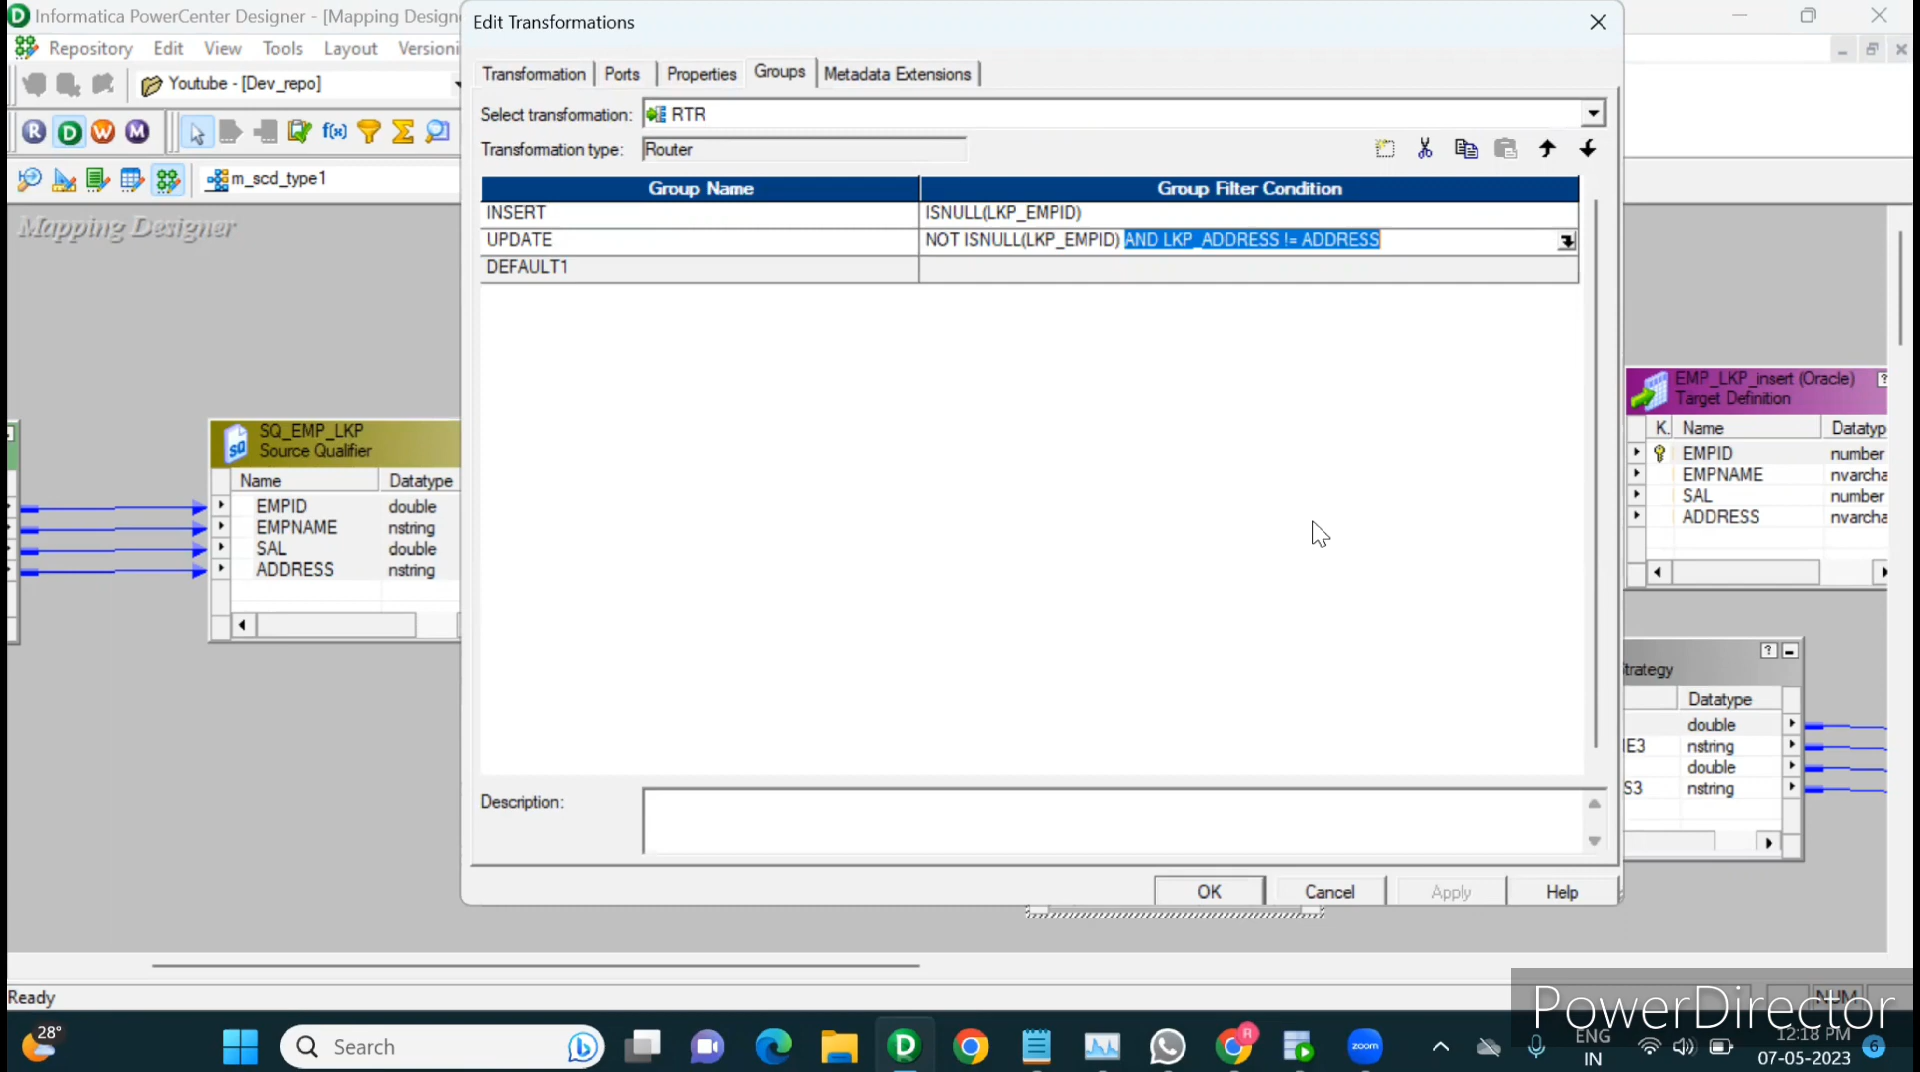 Informatica PowerCenter Designer - [Mapping Design
Edit Transformations
Repository Edit View Tools Layout Versioni
Youtube - [Dev_repo]
Transformation Ports Properties Groups Metadata Extensions
Select transformation: RTR
Transformation type: Router
R D W M f(x)
m_scd_type1
Group Name Group Filter Condition
INSERT ISNULL(LKP_EMPID)
UPDATE NOT ISNULL(LKP_EMPID) AND LKP_ADDRESS != ADDRESS
DEFAULT1
Mapping Designer
SQ_EMP_LKP
Source Qualifier
Name Datatype
EMPID double
EMPNAME nstring
SAL double
ADDRESS nstring
EMP_LKP_insert (Oracle)
Target Definition
K. Name Datatyp
EMPID number
EMPNAME nvarcha
SAL number
ADDRESS nvarcha
trategy
Datatype
double
IE3 nstring
double
S3 nstring
Description:
OK Cancel Apply Help
Ready
NUM
PowerDirector
28°
Search
zoom
ENG
IN
12:18 PM
07-05-2023
6